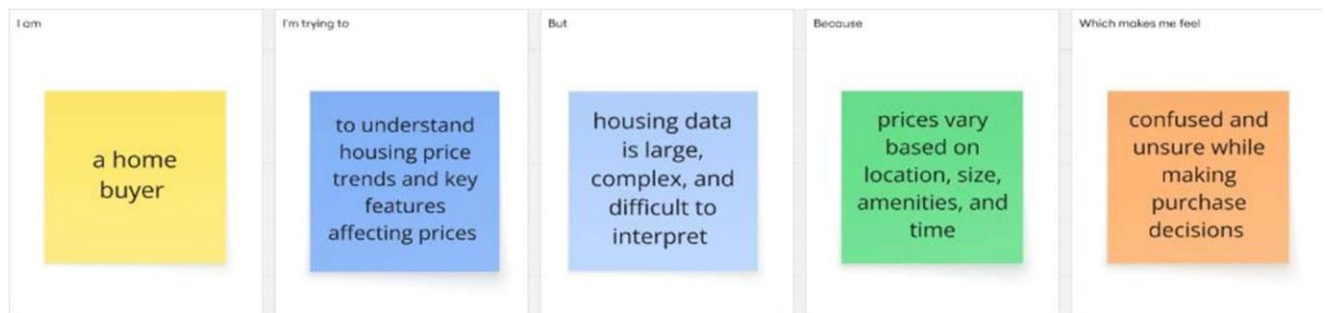 I am
a home
buyer
I'm trying to
to understand
housing price
trends and key
features
affecting prices
But
housing data
is large,
complex, and
difficult to
interpret
Because
prices vary
based on
location, size,
amenities, and
time
Which makes me feel
confused and
unsure while
making
purchase
decisions